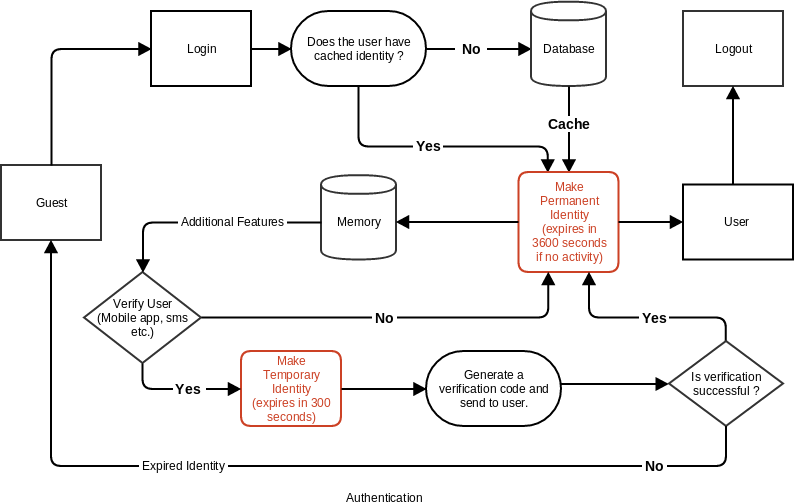 Login
Does the user have
cached identity ?
No
Database
Logout
Cache
Yes
Guest
Additional Features
Memory
Make
Permanent
Identity
(expires in
3600 seconds
if no activity)
User
Verify User
(Mobile app, sms
etc.)
No
Yes
Yes
Make
Temporary
Identity
(expires in 300
seconds)
Generate a
verification code and
send to user.
Is verification
successful ?
Expired Identity
No
Authentication